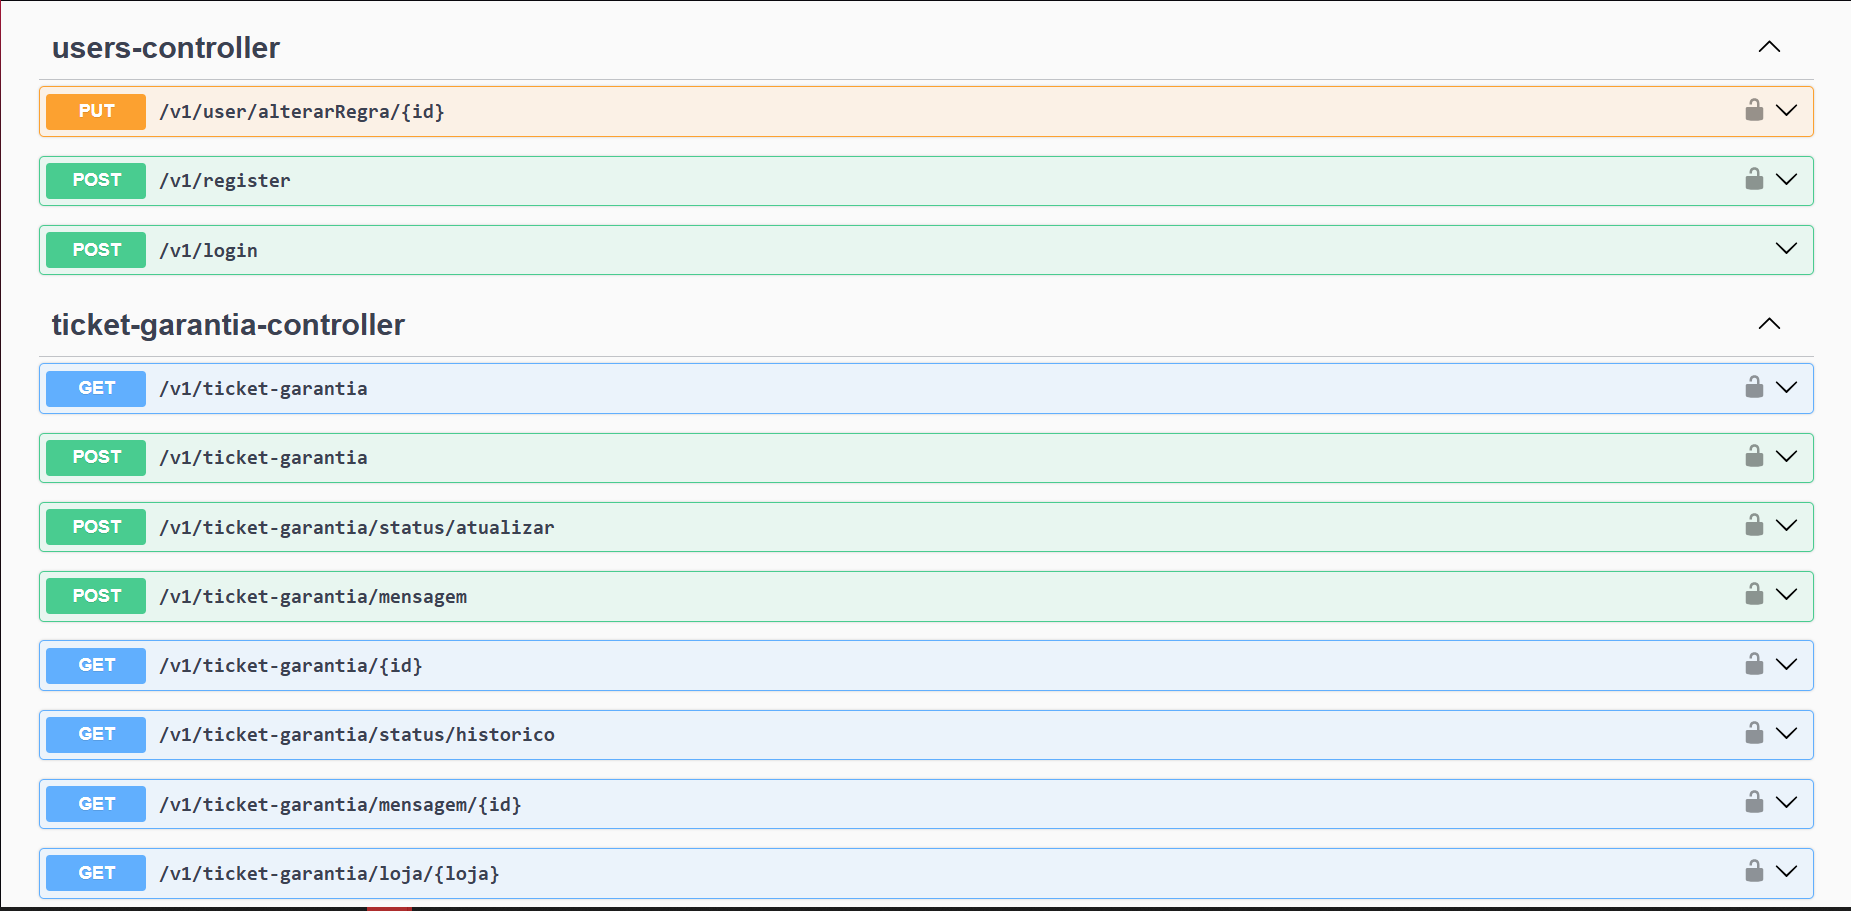 users-controller
PUT /v1/user/alterarRegra/{id}
POST /v1/register
POST /v1/login
ticket-garantia-controller
GET /v1/ticket-garantia
POST /v1/ticket-garantia
POST /v1/ticket-garantia/status/atualizar
POST /v1/ticket-garantia/mensagem
GET /v1/ticket-garantia/{id}
GET /v1/ticket-garantia/status/historico
GET /v1/ticket-garantia/mensagem/{id}
GET /v1/ticket-garantia/loja/{loja}